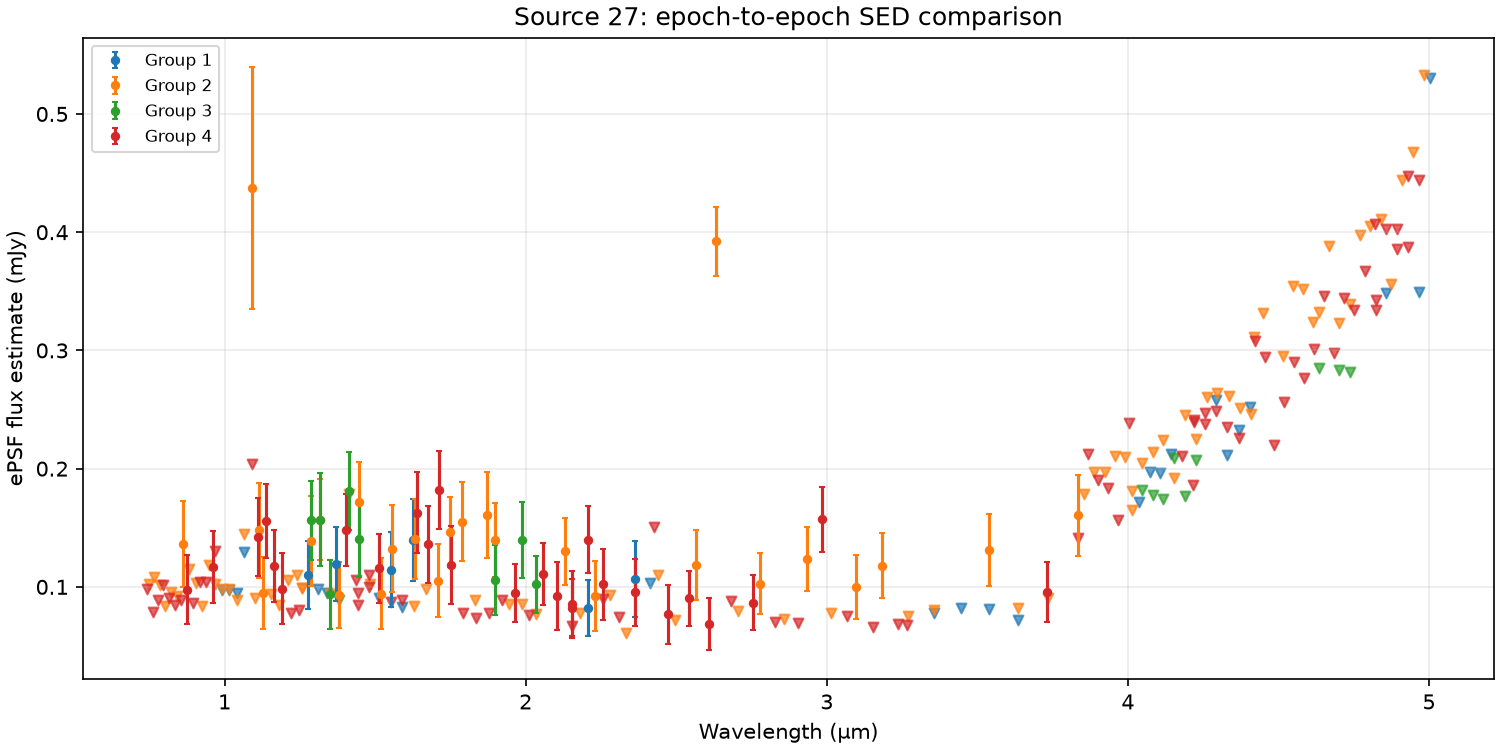 Source 27: epoch-to-epoch SED comparison
Group 1
Group 2
Group 3
Group 4
ePSF flux estimate (mJy)
0.5
0.4
0.3
0.2
0.1
1 2 3 4 5
Wavelength (μm)